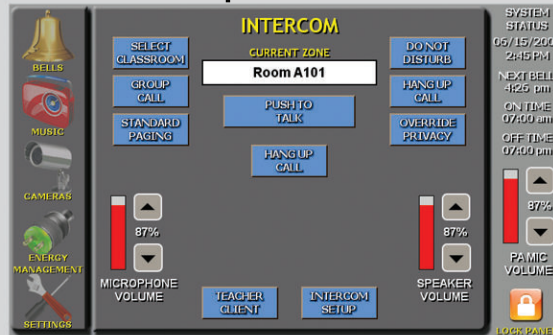 INTERCOM
CURRENT ZONE
Room A101
SELECT
CLASSROOM
GROUP
CALL
STANDARD
PAGING
PUSH TO
TALK
HANG UP
CALL
DO NOT
DISTURB
HANG UP
CALL
OVERRIDE
PRIVACY
87%
MICROPHONE
VOLUME
87%
SPEAKER
VOLUME
TEACHER
CLIENT
INTERCOM
SETUP
BELLS
MUSIC
CAMERAS
ENERGY
MANAGEMENT
SETTINGS
SYSTEM
STATUS
05/15/200
2:45 PM
NEXT BELL
4:25 pm
ON TIME
07:00 am
OFF TIME
07:00 pm
87%
PA MIC
VOLUME
LOCK PANE